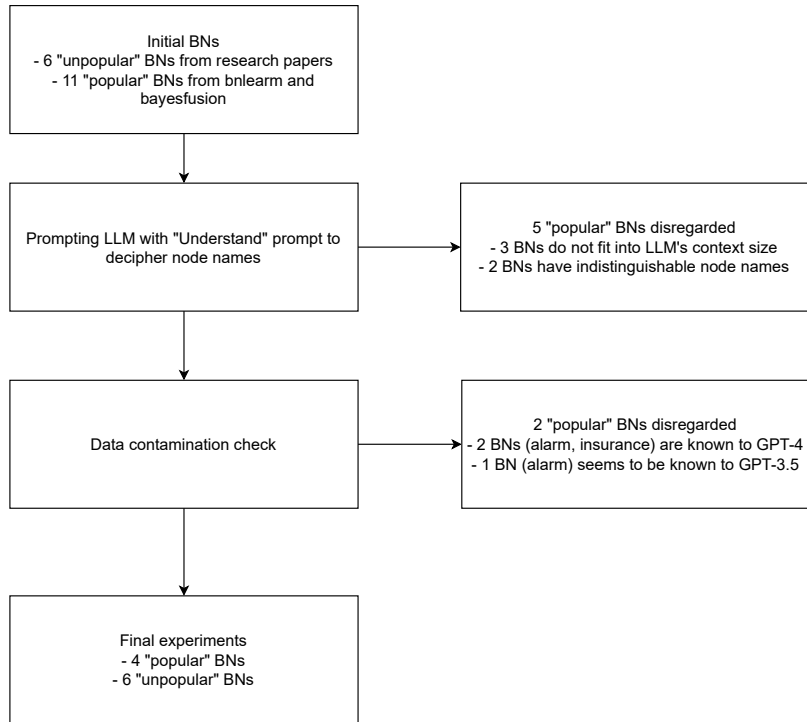 Initial BNs
- 6 "unpopular" BNs from research papers
- 11 "popular" BNs from bnlearm and
bayesfusion
Prompting LLM with "Understand" prompt to
decipher node names
5 "popular" BNs disregarded
- 3 BNs do not fit into LLM's context size
- 2 BNs have indistinguishable node names
Data contamination check
2 "popular" BNs disregarded
- 2 BNs (alarm, insurance) are known to GPT-4
- 1 BN (alarm) seems to be known to GPT-3.5
Final experiments
- 4 "popular" BNs
- 6 "unpopular" BNs